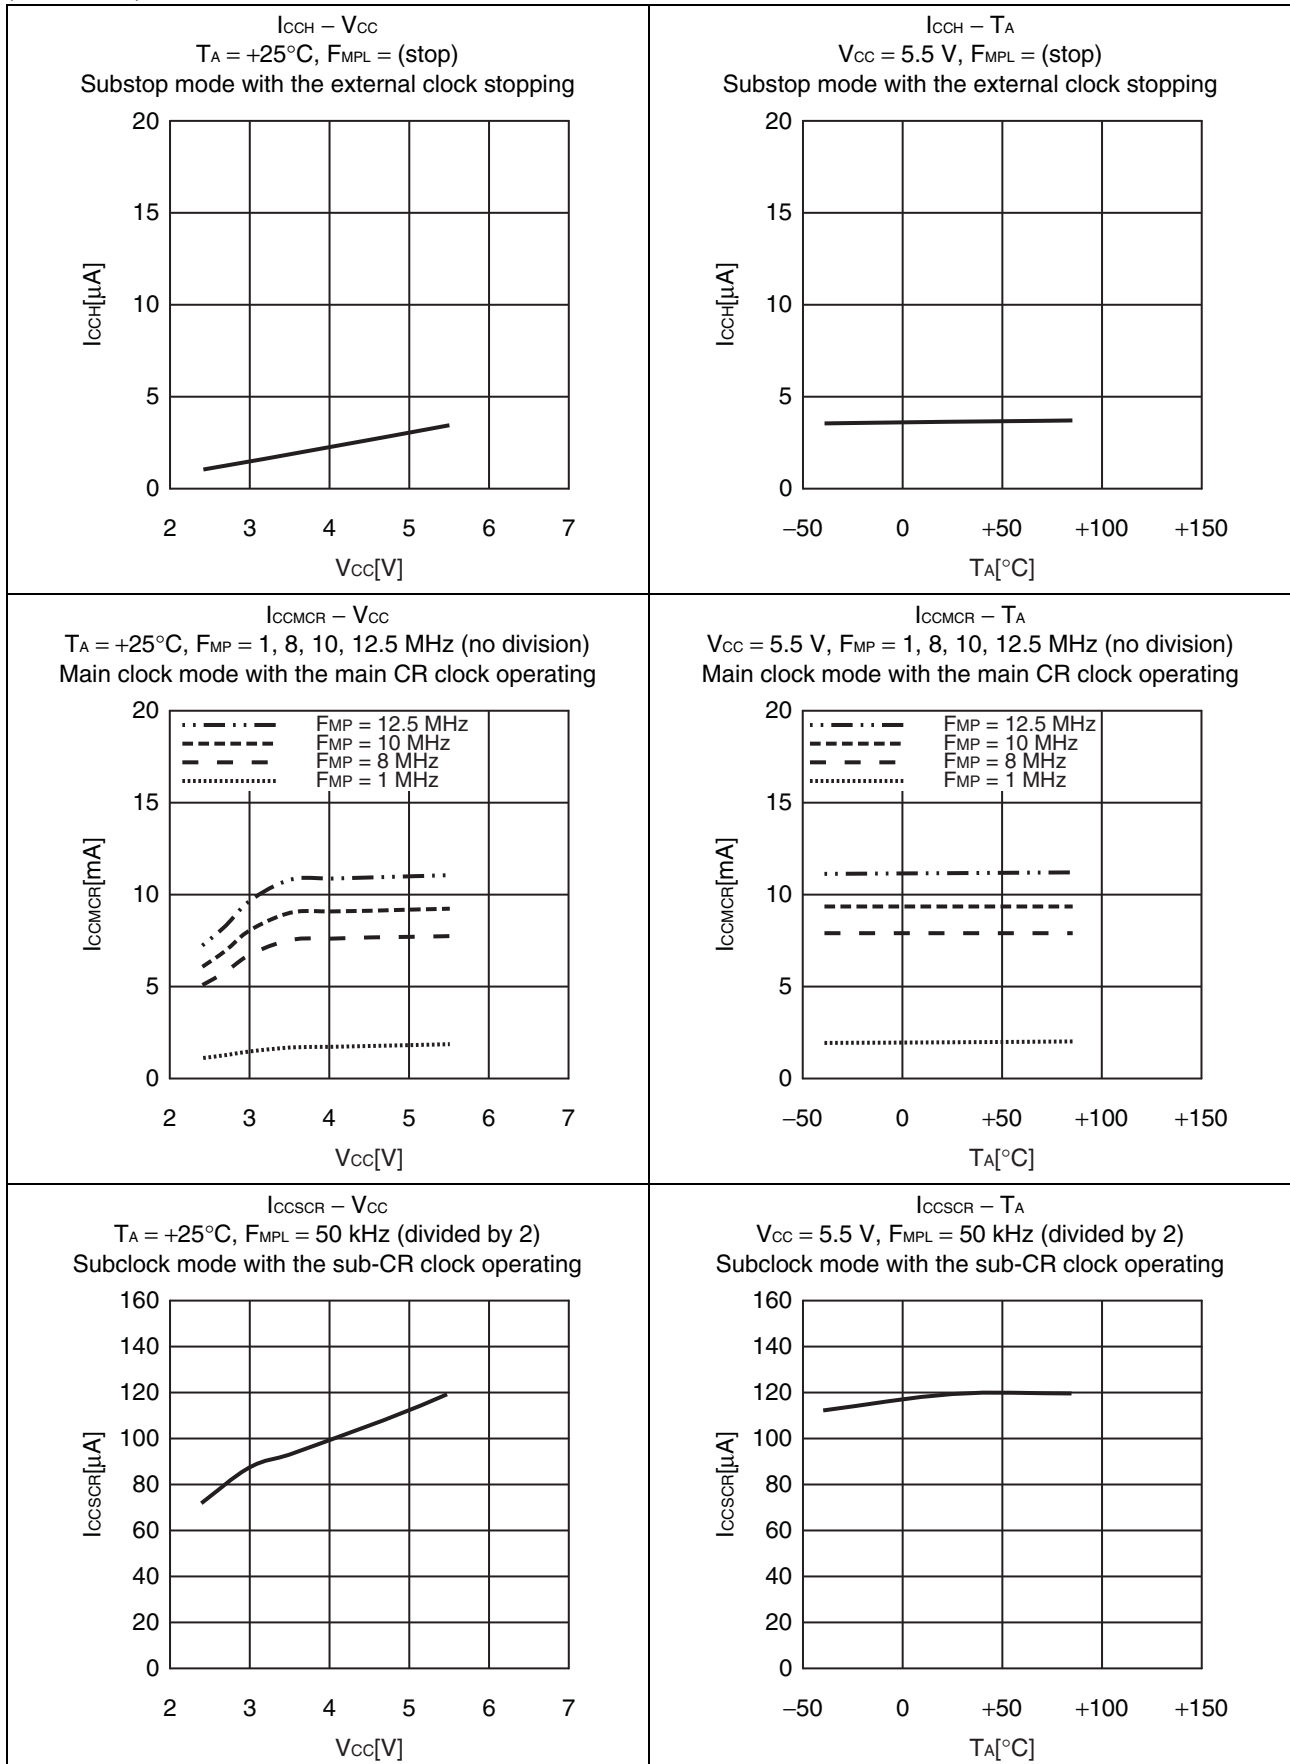 ICCH – VCC
TA = +25°C, FMPL = (stop)
Substop mode with the external clock stopping
20
15
10
5
0
ICCH[μA]
2 3 4 5 6 7
VCC[V]
ICCH – TA
VCC = 5.5 V, FMPL = (stop)
Substop mode with the external clock stopping
20
15
10
5
0
ICCH[μA]
−50 0 +50 +100 +150
TA[°C]
ICCMCR – VCC
TA = +25°C, FMP = 1, 8, 10, 12.5 MHz (no division)
Main clock mode with the main CR clock operating
FMP = 12.5 MHz
FMP = 10 MHz
FMP = 8 MHz
FMP = 1 MHz
20
15
10
5
0
ICCMCR[mA]
2 3 4 5 6 7
VCC[V]
ICCMCR – TA
VCC = 5.5 V, FMP = 1, 8, 10, 12.5 MHz (no division)
Main clock mode with the main CR clock operating
FMP = 12.5 MHz
FMP = 10 MHz
FMP = 8 MHz
FMP = 1 MHz
20
15
10
5
0
ICCMCR[mA]
−50 0 +50 +100 +150
TA[°C]
ICCSCR – VCC
TA = +25°C, FMPL = 50 kHz (divided by 2)
Subclock mode with the sub-CR clock operating
160
140
120
100
80
60
40
20
0
ICCSCR[μA]
2 3 4 5 6 7
VCC[V]
ICCSCR – TA
VCC = 5.5 V, FMPL = 50 kHz (divided by 2)
Subclock mode with the sub-CR clock operating
160
140
120
100
80
60
40
20
0
ICCSCR[μA]
−50 0 +50 +100 +150
TA[°C]